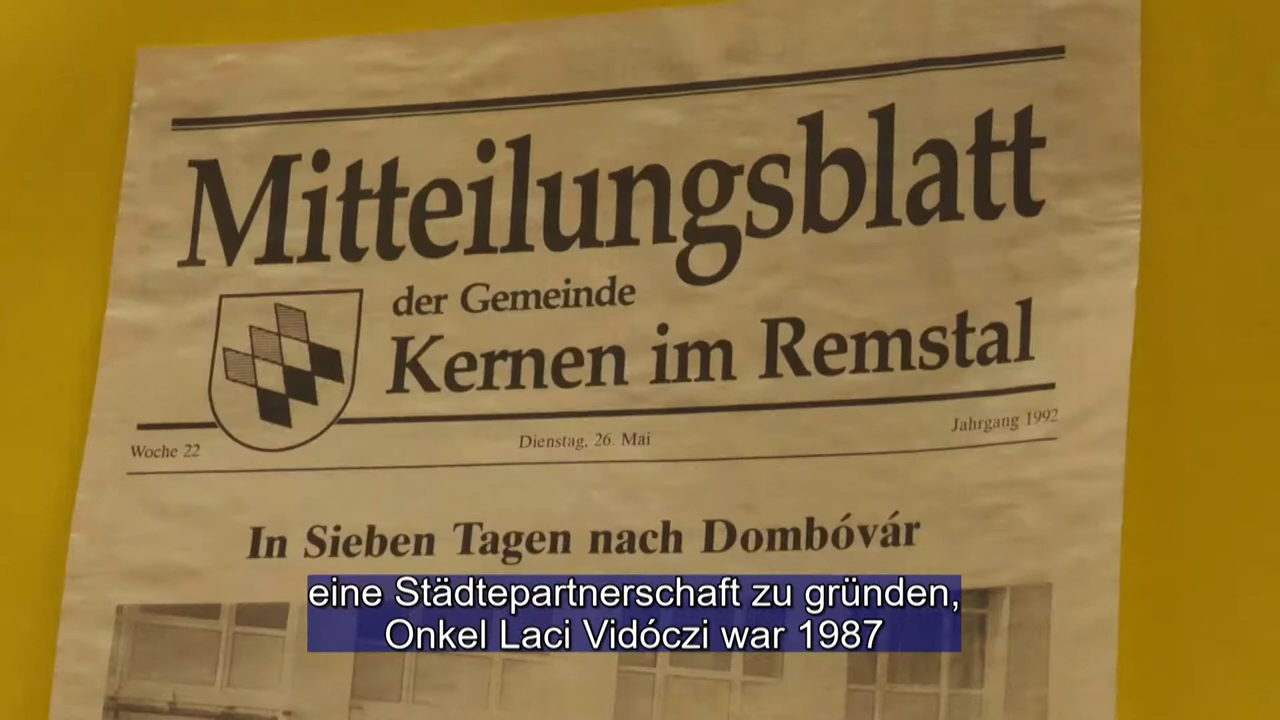 Mitteilungsblatt
der Gemeinde
Kernen im Remstal
Woche 22
Dienstag, 26. Mai
Jahrgang 1992
In Sieben Tagen nach Dombóvár
eine Städtepartnerschaft zu gründen,
Onkel Laci Vidóczi war 1987